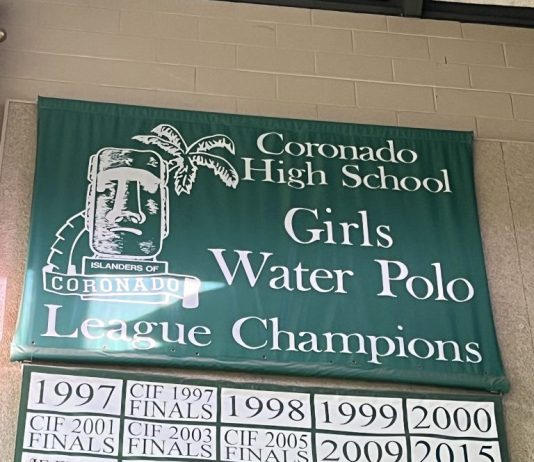 Coronado
High School
Girls
Water Polo
League Champions
ISLANDERS OF
CORONADO
1997
CIF 1997
FINALS
1998
1999
2000
CIF 2001
FINALS
CIF 2003
FINALS
CIF 2005
FINALS
2009
2015